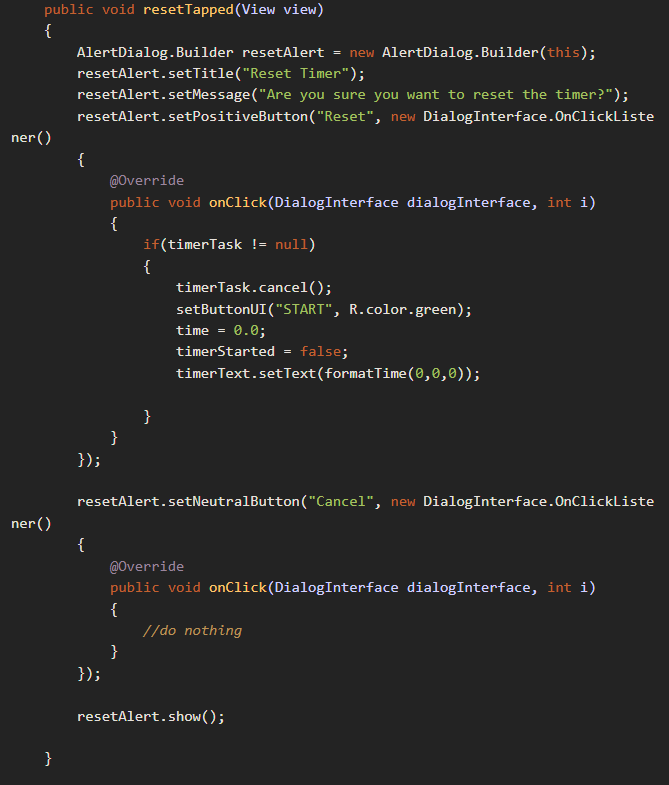 public void resetTapped(View view)
    {
        AlertDialog.Builder resetAlert = new AlertDialog.Builder(this);
        resetAlert.setTitle("Reset Timer");
        resetAlert.setMessage("Are you sure you want to reset the timer?");
        resetAlert.setPositiveButton("Reset", new DialogInterface.OnClickListe
ner()
        {
            @Override
            public void onClick(DialogInterface dialogInterface, int i)
            {
                if(timerTask != null)
                {
                    timerTask.cancel();
                    setButtonUI("START", R.color.green);
                    time = 0.0;
                    timerStarted = false;
                    timerText.setText(formatTime(0,0,0));

                }
            }
        });

        resetAlert.setNeutralButton("Cancel", new DialogInterface.OnClickListe
ner()
        {
            @Override
            public void onClick(DialogInterface dialogInterface, int i)
            {
                //do nothing
            }
        });

        resetAlert.show();

    }